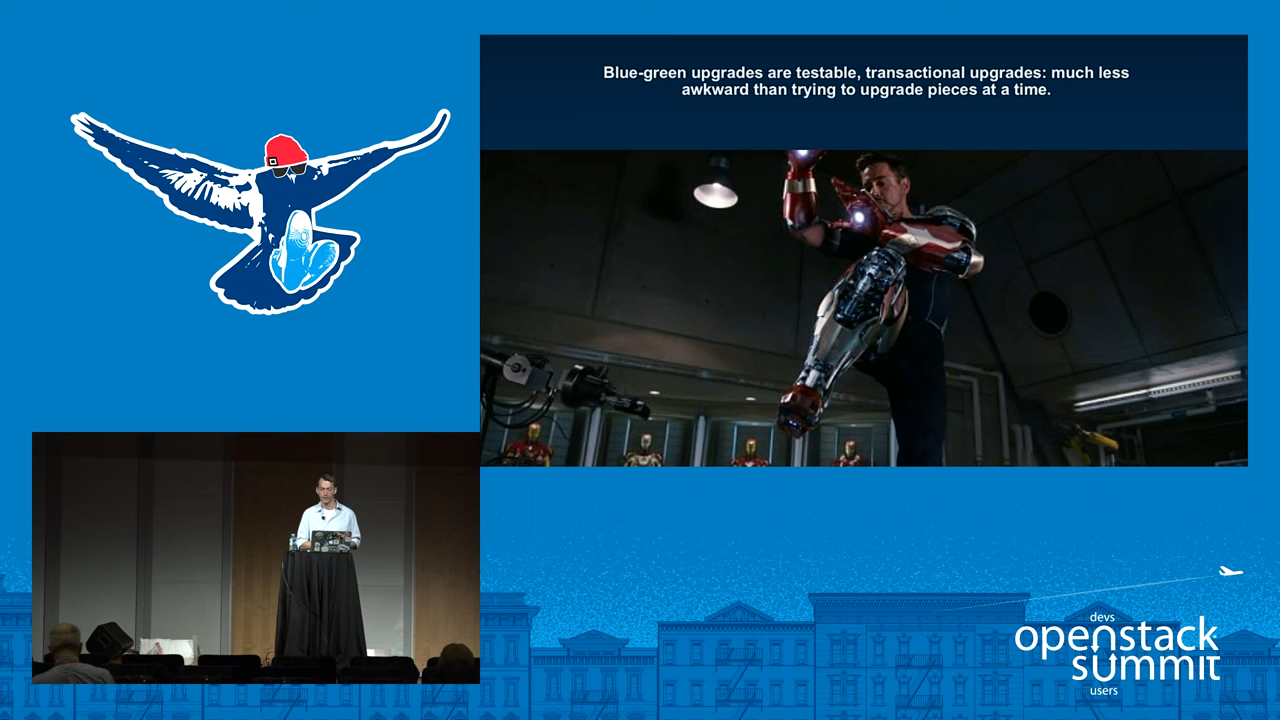 Blue-green upgrades are testable, transactional upgrades: much less
awkward than trying to upgrade pieces at a time.
devs
openstack
summit
users